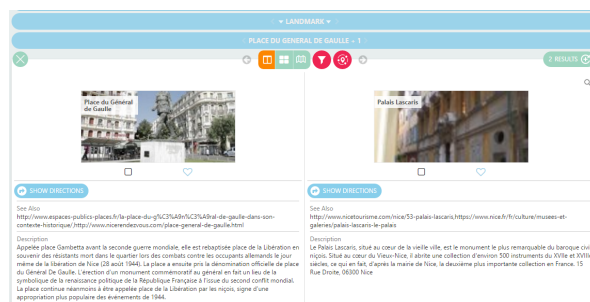 ▼ LANDMARK ▼
PLACE DU GENERAL DE GAULLE - 1
2 RESULTS
Place du Général
de Gaulle
SHOW DIRECTIONS
See Also
http://www.espaces-publics-places.fr/la-place-du-g%C3%A9n%C3%A9ral-de-gaulle-dans-son-
contexte-historique/,http://www.nicerendezvous.com/place-general-de-gaulle.html
Description
Appelée place Gambetta avant la seconde guerre mondiale, elle est rebaptisée place de la Libération en
souvenir des résistants mort dans le quartier lors des combats contre les occupants allemands le jour
même de la libération de Nice (28 août 1944). La place a ensuite pris la dénomination officielle de place
du Général De Gaulle. L'érection d'un monument commémoratif au général en fait un lieu de la
symbolique de la renaissance politique de la République Française à l'issue du second conflit mondial.
La place continue néanmoins à être appelée place de la Libération par les niçois, signe d'une
appropriation plus populaire des événements de 1944.
Palais Lascaris
SHOW DIRECTIONS
See Also
http://www.nicetourisme.com/nice/53-palais-lascaris,https://www.nice.fr/fr/culture/musees-et-
galeries/palais-lascaris-le-palais
Description
Le Palais Lascaris, situé au cœur de la vieille ville, est le monument le plus remarquable du baroque civil
niçois. Situé au cœur du Vieux-Nice, il abrite une collection d'environ 500 instruments du XVIe et XVIIIe
siècles, ce qui en fait, d'après la mairie de Nice, la deuxième plus importante collection en France. 15
Rue Droite, 06300 Nice